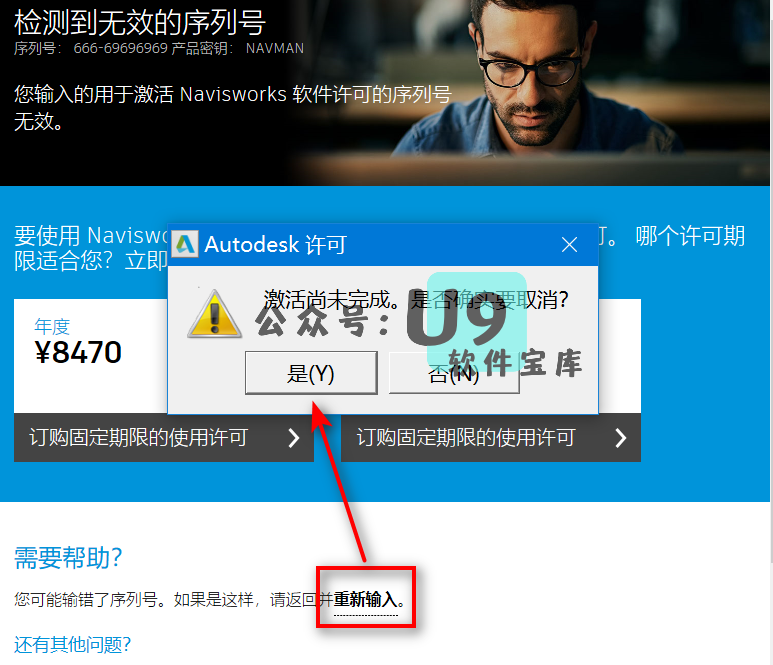 检测到无效的序列号
序列号： 666-69696969 产品密钥： NAVMAN
您输入的用于激活 Navisworks 软件许可的序列号
无效。
要使用 Navisw
可。 哪个许可期
限适合您？立即
Autodesk 许可
激活尚未完成。是否确实要取消?
公众号：U9
软件宝库
是(Y)
否(N)
年度
¥8470
订购固定期限的使用许可
订购固定期限的使用许可
需要帮助？
您可能输错了序列号。如果是这样，请返回并重新输入。
还有其他问题？